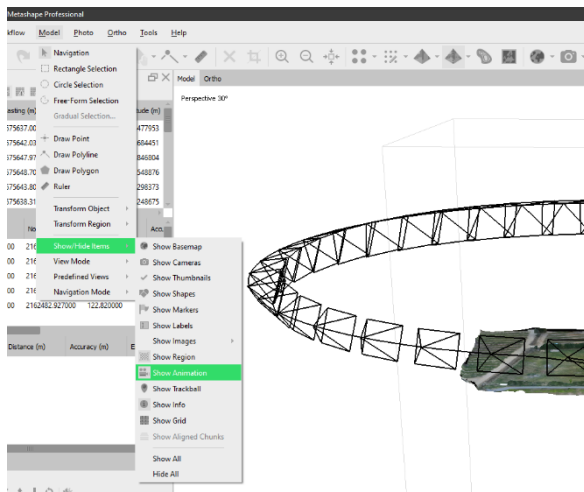 Metashape Professional
kflow Model Photo Ortho Tools Help
Navigation
Rectangle Selection
Circle Selection
Free-Form Selection
Gradual Selection...
Draw Point
Draw Polyline
Draw Polygon
Ruler
Transform Object
Transform Region
Show/Hide Items
View Mode
Predefined Views
Navigation Mode
Model Ortho
Perspective 30°
asting (m) ude (m)
575637.00 477953
575642.03 684451
575647.97 846804
575648.70 548876
575643.80 298373
575638.31 248675
No Acc.
00 216
00 216
00 216
00 216
00 2162482.927000 122.820000
Distance (m) Accuracy (m) E
Show Basemap
Show Cameras
Show Thumbnails
Show Shapes
Show Markers
Show Labels
Show Images
Show Region
Show Animation
Show Trackball
Show Info
Show Grid
Show Aligned Chunks
Show All
Hide All